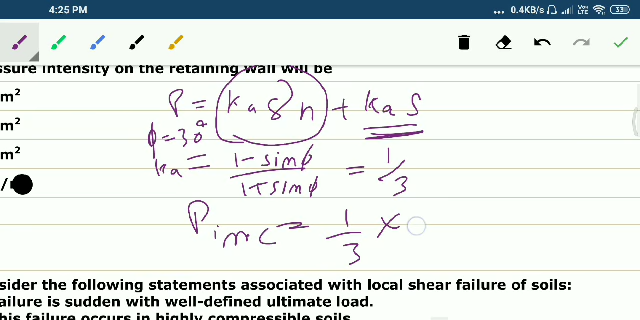 4:25 PM
... 0.4KB/s Vo LTE 33
ssure intensity on the retaining wall will be
m²
P = ka γ h + ka S
m²
φ = 30°
m²
ka = 1 - sinφ / 1 + sinφ = 1/3
Pinc = 1/3 ×
sider the following statements associated with local shear failure of soils:
ailure is sudden with well-defined ultimate load.
his failure occurs in highly compressible soils